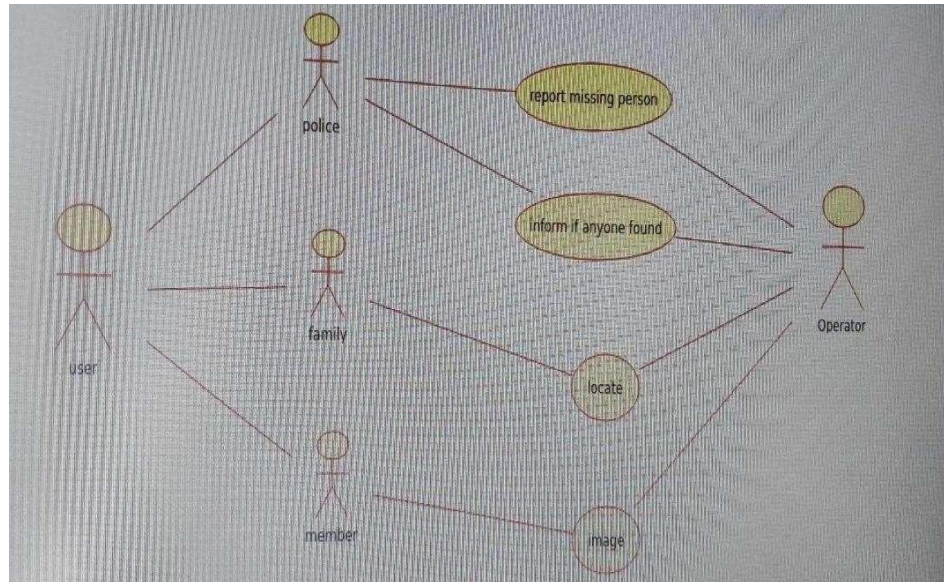 police
report missing person
inform if anyone found
user
family
Operator
locate
member
image